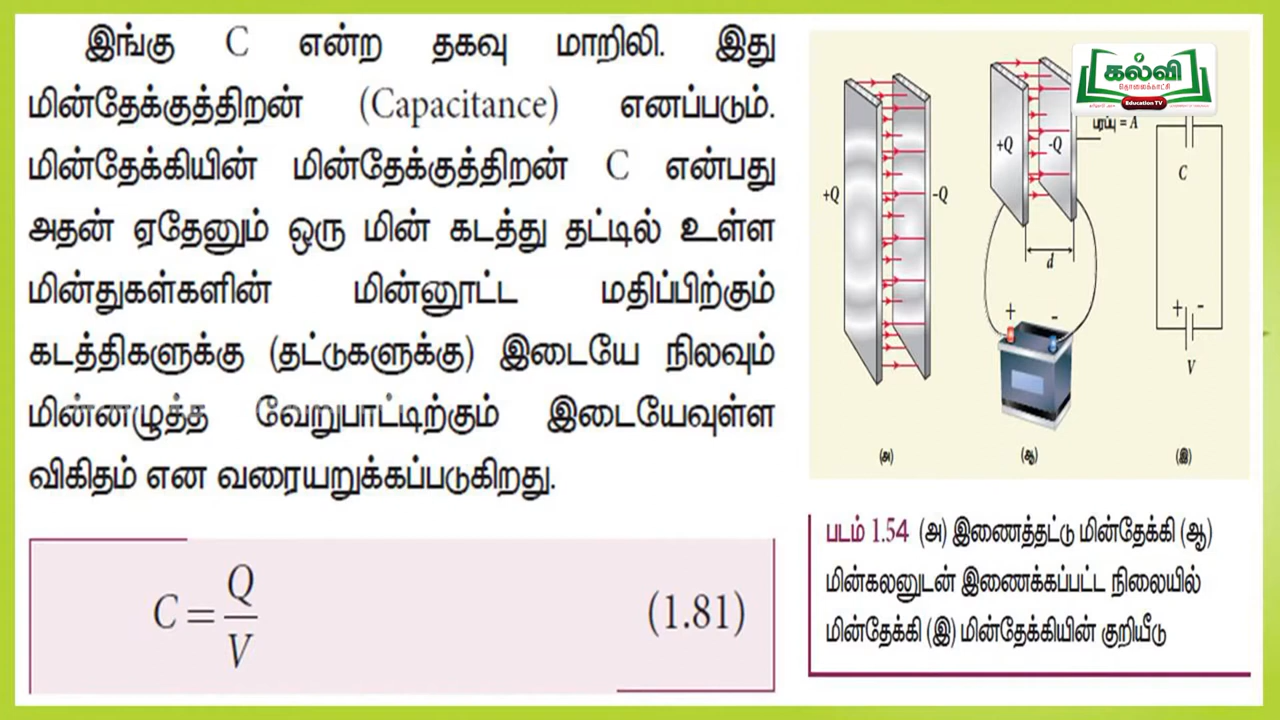 இங்கு C என்ற தகவு மாறிலி. இது
மின்தேக்குத்திறன் (Capacitance) எனப்படும்.
மின்தேக்கியின் மின்தேக்குத்திறன் C என்பது
அதன் ஏதேனும் ஒரு மின் கடத்து தட்டில் உள்ள
மின்துகள்களின் மின்னூட்ட மதிப்பிற்கும்
கடத்திகளுக்கு (தட்டுகளுக்கு) இடையே நிலவும்
மின்னழுத்த வேறுபாட்டிற்கும் இடையேவுள்ள
விகிதம் என வரையறுக்கப்படுகிறது.
C = Q/V (1.81)
கல்வி
தொலைக்காட்சி
Education TV
பரப்பு = A
+Q -Q
+Q -Q
d
+ -
C
+ -
V
(அ) (ஆ) (இ)
படம் 1.54 (அ) இணைத்தட்டு மின்தேக்கி (ஆ)
மின்கலனுடன் இணைக்கப்பட்ட நிலையில்
மின்தேக்கி (இ) மின்தேக்கியின் குறியீடு